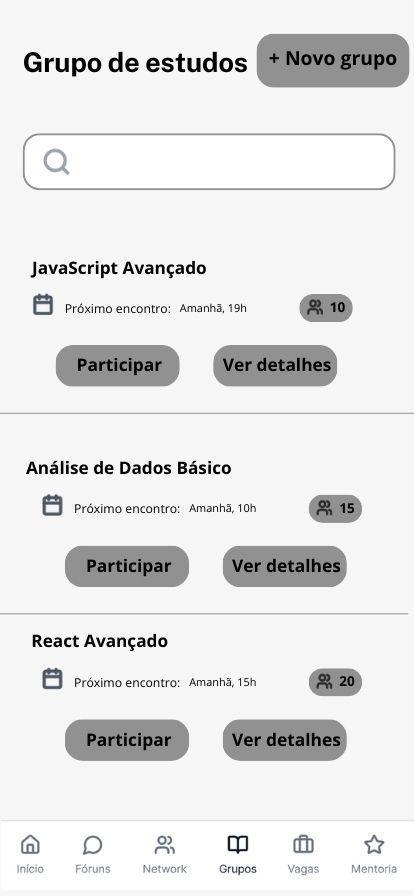 Grupo de estudos
+ Novo grupo
JavaScript Avançado
Próximo encontro: Amanhã, 19h
10
Participar
Ver detalhes
Análise de Dados Básico
Próximo encontro: Amanhã, 10h
15
Participar
Ver detalhes
React Avançado
Próximo encontro: Amanhã, 15h
20
Participar
Ver detalhes
Início
Fóruns
Network
Grupos
Vagas
Mentoria